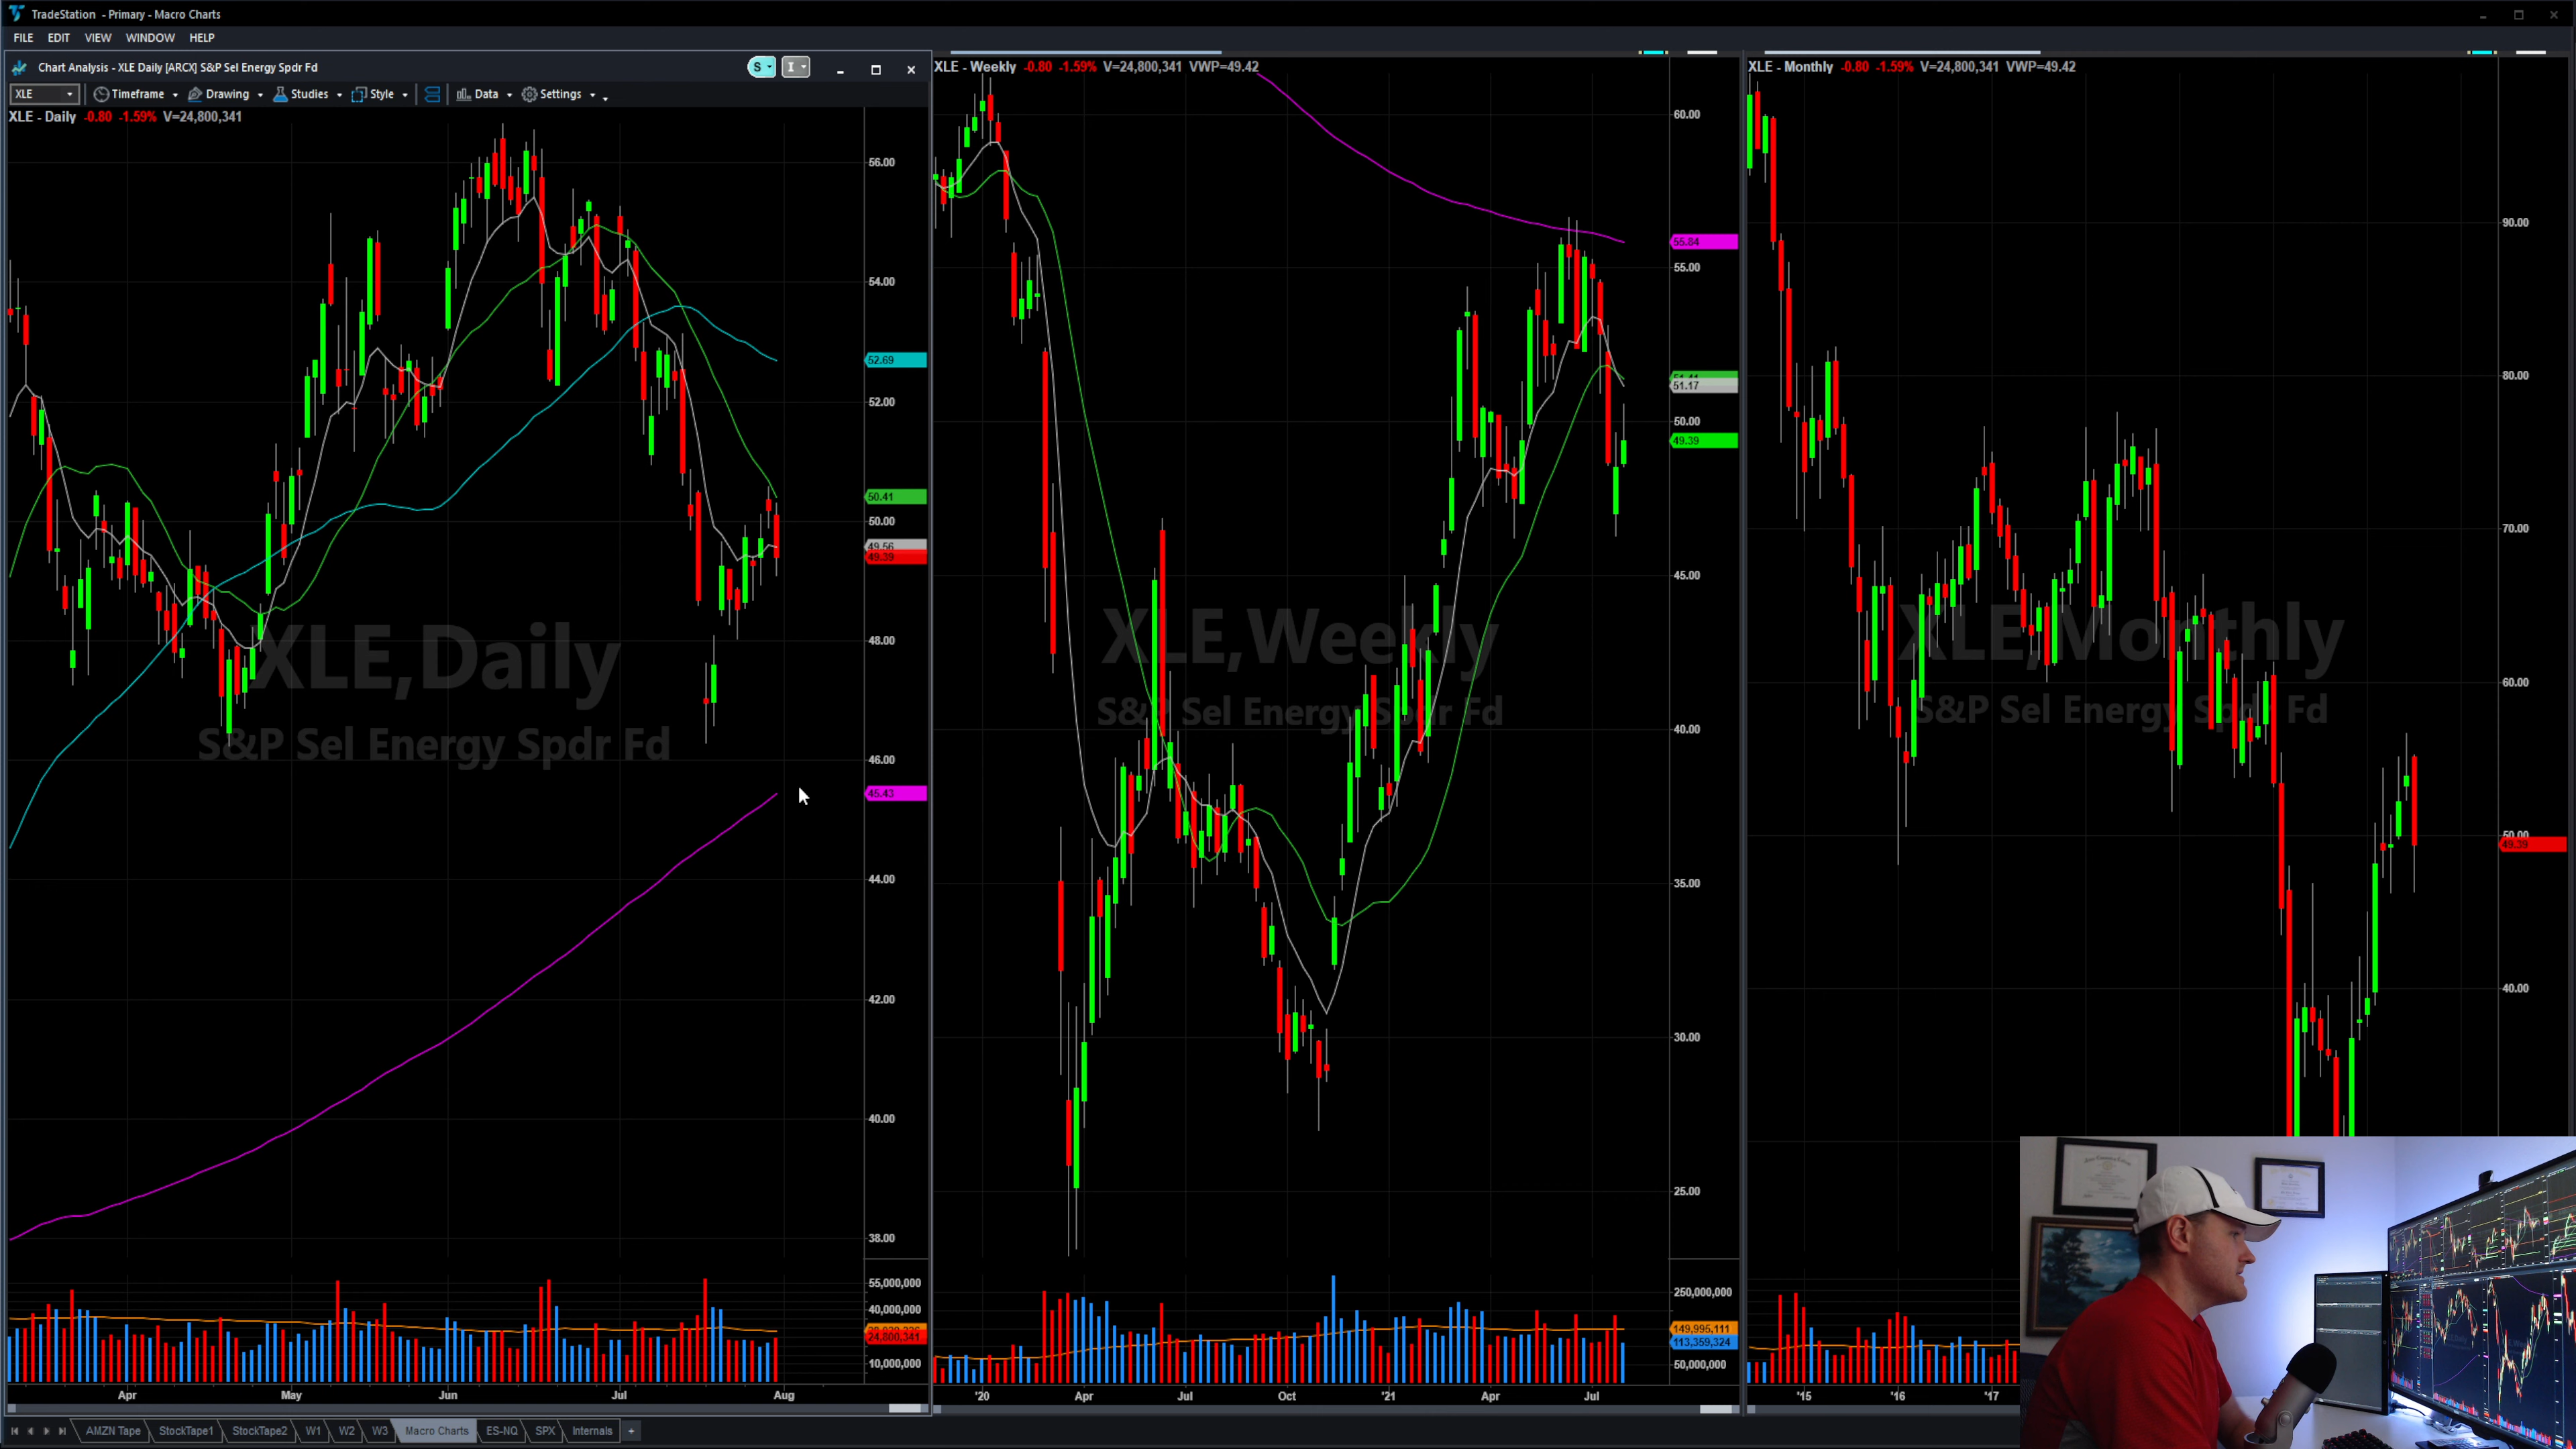 TradeStation - Primary - Macro Charts
FILE EDIT VIEW WINDOW HELP
Chart Analysis - XLE Daily [ARCX] S&P Sel Energy Spdr Fd
S I
XLE Timeframe Drawing Studies Style Data Settings
XLE - Daily -0.80 -1.59% V=24,800,341
56.00
54.00
52.69
52.00
50.41
50.00
49.56
49.39
48.00
46.00
45.43
44.00
42.00
40.00
38.00
XLE,Daily
S&P Sel Energy Spdr Fd
55,000,000
40,000,000
24,800,341
10,000,000
Apr May Jun Jul Aug
XLE - Weekly -0.80 -1.59% V=24,800,341 VWP=49.42
60.00
55.84
55.00
51.17
50.00
49.39
45.00
40.00
35.00
30.00
25.00
XLE,Weekly
S&P Sel Energy Spdr Fd
250,000,000
149,995,111
113,359,324
50,000,000
'20 Apr Jul Oct '21 Apr Jul
XLE - Monthly -0.80 -1.59% V=24,800,341 VWP=49.42
90.00
80.00
70.00
60.00
50.00
49.39
40.00
XLE,Monthly
S&P Sel Energy Spdr Fd
'15 '16 '17
AMZN Tape StockTape1 StockTape2 W1 W2 W3 Macro Charts ES-NQ SPX Internals +